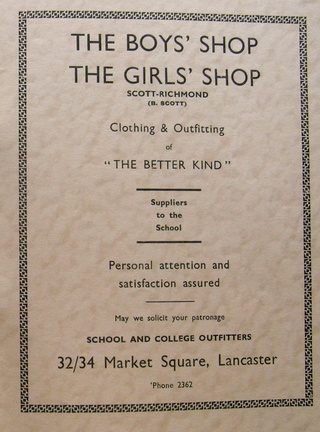 THE BOYS' SHOP
THE GIRLS' SHOP
SCOTT-RICHMOND
(B. SCOTT)
Clothing & Outfitting
of
"THE BETTER KIND"
Suppliers
to the
School
Personal attention and
satisfaction assured
May we solicit your patronage
SCHOOL AND COLLEGE OUTFITTERS
32/34 Market Square, Lancaster
'Phone 2362